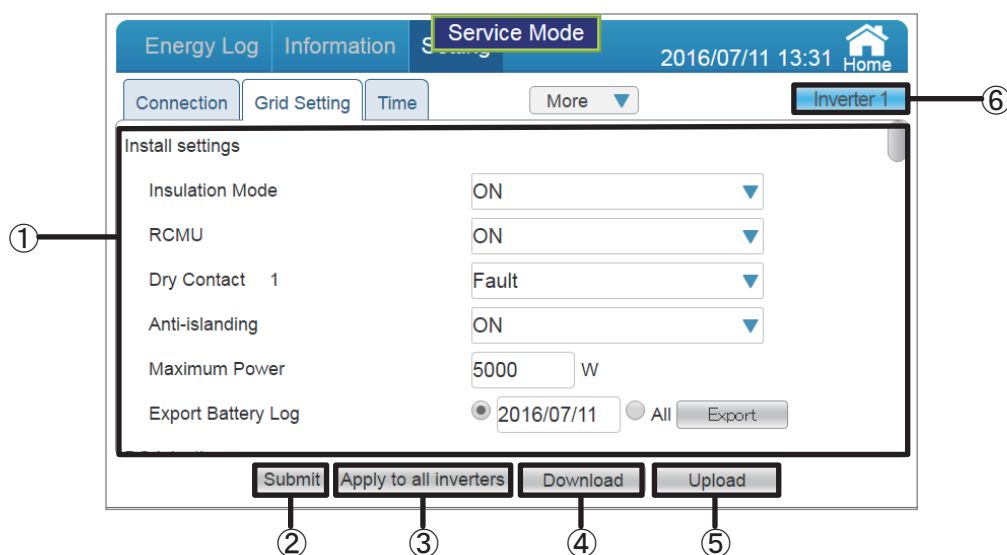 Energy Log Information Setting Service Mode 2016/07/11 13:31 Home
Connection Grid Setting Time More ▼ Inverter 1 ⑥
Install settings
Insulation Mode ON ▼
① RCMU ON ▼
Dry Contact 1 Fault ▼
Anti-islanding ON ▼
Maximum Power 5000 W
Export Battery Log 2016/07/11 All Export
Submit Apply to all inverters Download Upload
② ③ ④ ⑤